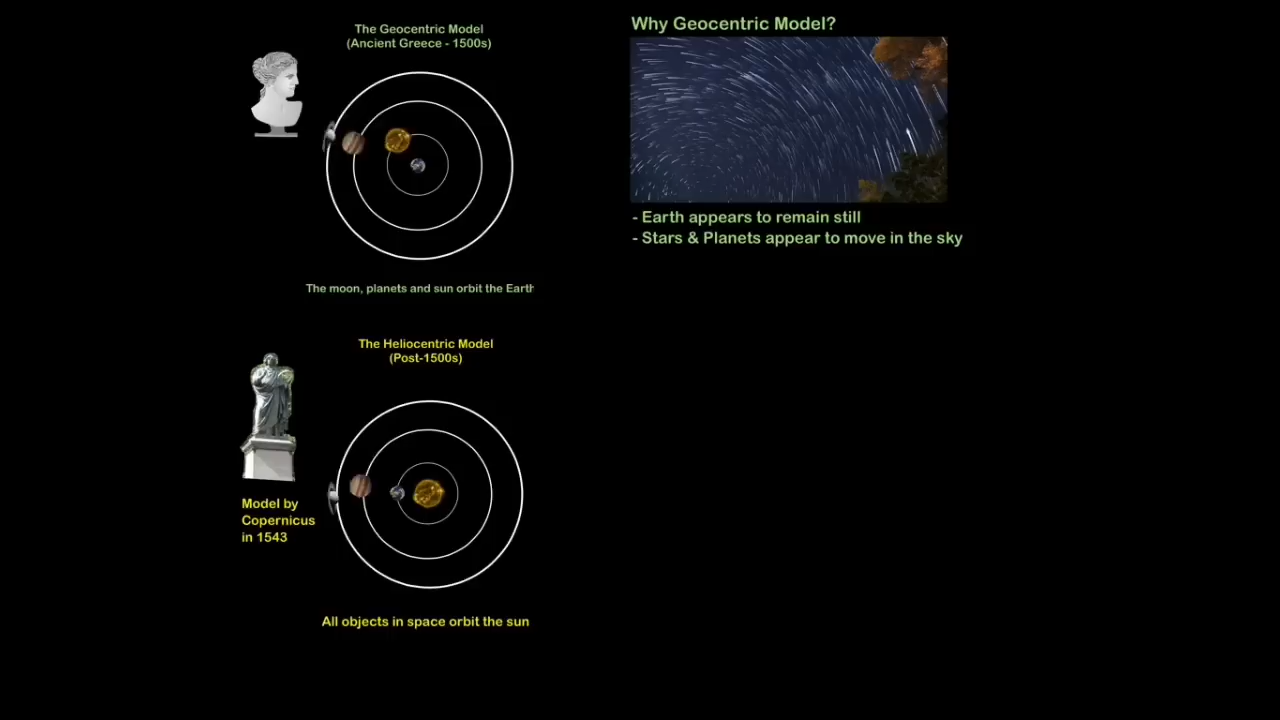 The Geocentric Model
(Ancient Greece - 1500s)
The moon, planets and sun orbit the Earth
Why Geocentric Model?
- Earth appears to remain still
- Stars & Planets appear to move in the sky
The Heliocentric Model
(Post-1500s)
Model by
Copernicus
in 1543
All objects in space orbit the sun